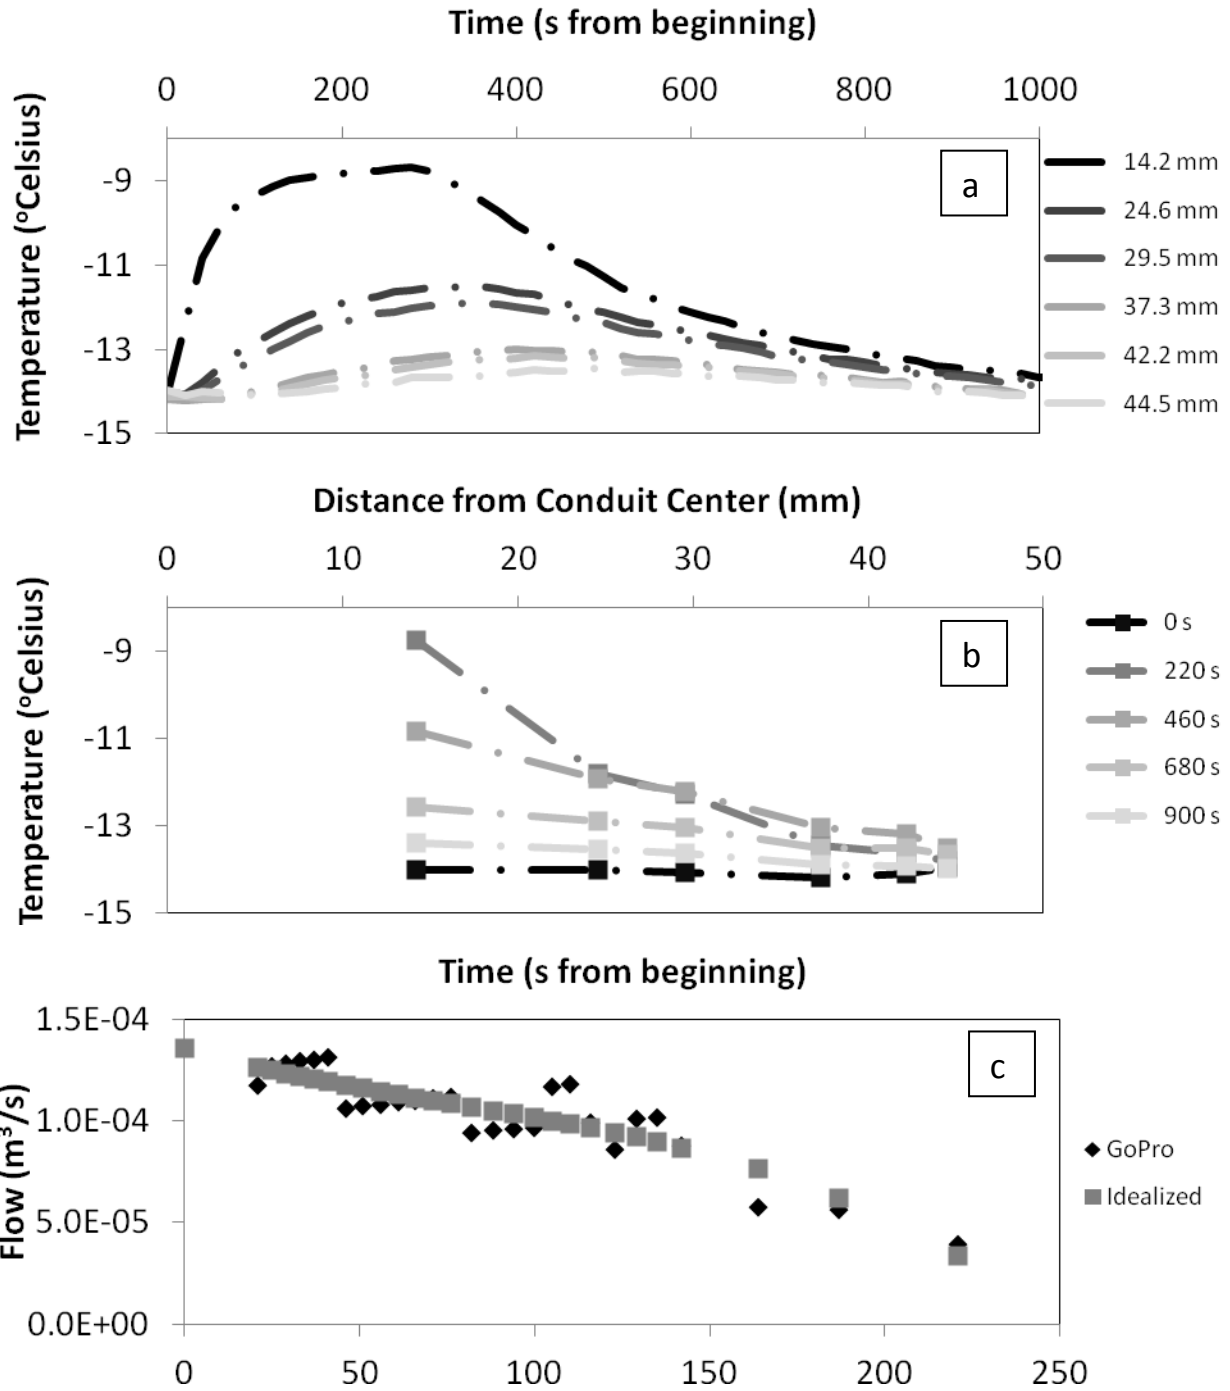 Time (s from beginning)
0 200 400 600 800 1000
Temperature (°Celsius)
-9
-11
-13
-15
a
14.2 mm
24.6 mm
29.5 mm
37.3 mm
42.2 mm
44.5 mm
Distance from Conduit Center (mm)
0 10 20 30 40 50
Temperature (°Celsius)
-9
-11
-13
-15
b
0 s
220 s
460 s
680 s
900 s
Time (s from beginning)
Flow (m³/s)
1.5E-04
1.0E-04
5.0E-05
0.0E+00
c
GoPro
Idealized
0 50 100 150 200 250